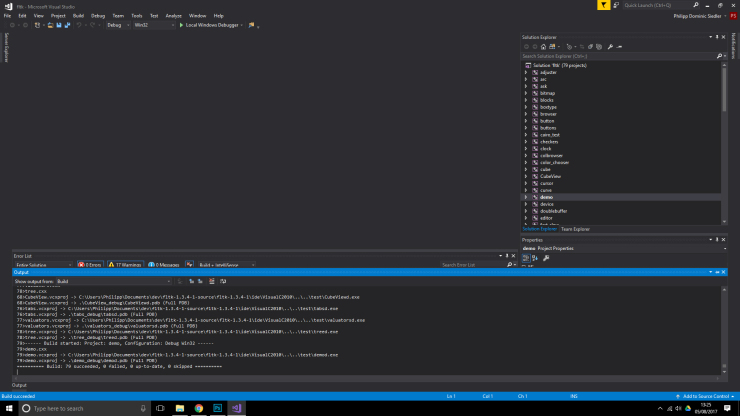 fltk - Microsoft Visual Studio
Quick Launch (Ctrl+Q)
File Edit View Project Build Debug Team Tools Test Analyze Window Help
Philipp Dominic Siedler PS
Debug Win32 Local Windows Debugger
Server Explorer
Notifications
Solution Explorer
Search Solution Explorer (Ctrl+;)
Solution 'fltk' (79 projects)
adjuster
arc
ask
bitmap
blocks
boxtype
browser
button
buttons
cairo_test
checkers
clock
colbrowser
color_chooser
cube
CubeView
cursor
curve
demo
device
doublebuffer
editor
Solution Explorer Team Explorer
Properties
demo Project Properties
Error List
Entire Solution 0 Errors 17 Warnings 0 Messages Build + IntelliSense Search Error List
Output
Show output from: Build
78>tree.cxx
68>CubeView.vcxproj -> C:\Users\Philipp\Documents\dev\fltk-1.3.4-1-source\fltk-1.3.4-1\ide\VisualC2010\..\..\test\CubeViewd.exe
68>CubeView.vcxproj -> .\CubeView_debug\CubeViewd.pdb (Full PDB)
76>tabs.vcxproj -> C:\Users\Philipp\Documents\dev\fltk-1.3.4-1-source\fltk-1.3.4-1\ide\VisualC2010\..\..\test\tabsd.exe
76>tabs.vcxproj -> .\tabs_debug\tabsd.pdb (Full PDB)
77>valuators.vcxproj -> C:\Users\Philipp\Documents\dev\fltk-1.3.4-1-source\fltk-1.3.4-1\ide\VisualC2010\..\..\test\valuatorsd.exe
77>valuators.vcxproj -> .\valuators_debug\valuatorsd.pdb (Full PDB)
78>tree.vcxproj -> C:\Users\Philipp\Documents\dev\fltk-1.3.4-1-source\fltk-1.3.4-1\ide\VisualC2010\..\..\test\treed.exe
78>tree.vcxproj -> .\tree_debug\treed.pdb (Full PDB)
79>------ Build started: Project: demo, Configuration: Debug Win32 ------
79>demo.cxx
79>demo.vcxproj -> C:\Users\Philipp\Documents\dev\fltk-1.3.4-1-source\fltk-1.3.4-1\ide\VisualC2010\..\..\test\demod.exe
79>demo.vcxproj -> .\demo_debug\demod.pdb (Full PDB)
========== Build: 79 succeeded, 0 failed, 0 up-to-date, 0 skipped ==========
Output
Build succeeded Ln 1 Col 1 Ch 1 INS Add to Source Control
Type here to search
13:25
05/08/2017